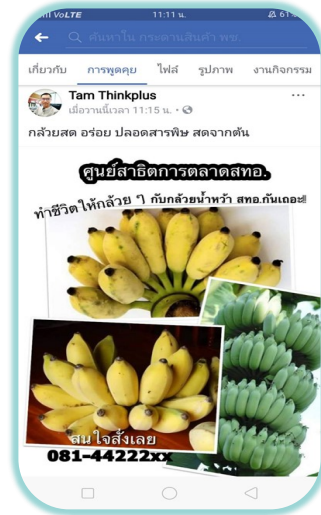 VoLTE 11:11 น. 61%
ค้นหาใน กระดานสินค้า พช.
เกี่ยวกับ การพูดคุย ไฟล์ รูปภาพ งานกิจกรรม
Tam Thinkplus
เมื่อวานนี้เวลา 11:15 น.
กล้วยสด อร่อย ปลอดสารพิษ สดจากต้น
ศูนย์สาธิตการตลาดสทอ.
ทำชีวิตให้กล้วย ๆ กับกล้วยน้ำหว้า สทอ.กันเถอะ!!
สนใจสั่งเลย
081-44222xx